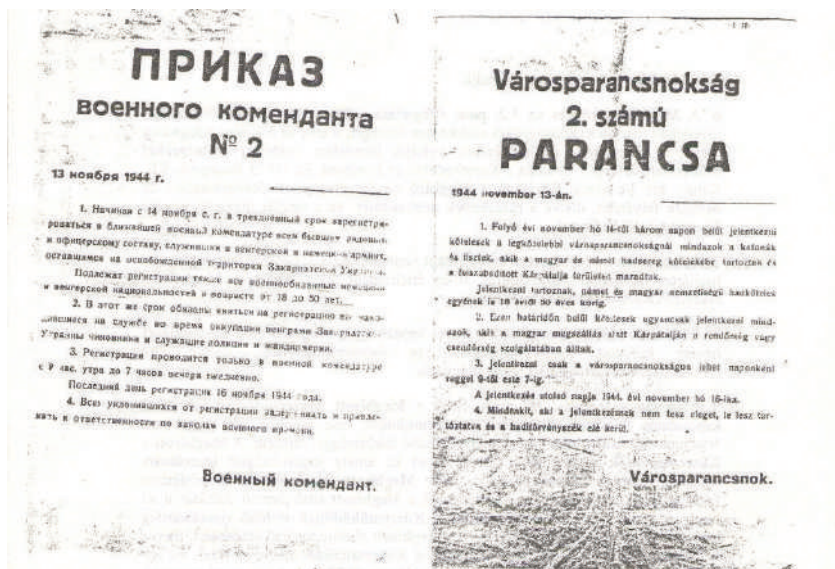 ПРИКАЗ
военного коменданта
№ 2
13 ноября 1944 г.
1. Начиная с 14 ноября с. г. в трехдневный срок зарегистри-
роваться в ближайшей военной комендатуре всем бывшим рядовым
и офицерскому составу, служившим в венгерской и немецкой армиях,
оставшимся на освобожденной территории Закарпатской Украины.
Подлежат регистрации также все военнообязанные немецкой
и венгерской национальностей в возрасте от 18 до 50 лет.
2. В этот же срок обязаны явиться на регистрацию все нахо-
дившиеся на службе во время оккупации венграми Закарпатской
Украины чиновники и служащие полиции и жандармерии.
3. Регистрация проводится только в военной комендатуре
с 9 час. утра до 7 часов вечера ежедневно.
Последний день регистрации 16 ноября 1944 года.
4. Всех уклонившихся от регистрации задерживать и привле-
кать к ответственности по законам военного времени.
Военный комендант.
Városparancsnokság
2. számú
PARANCSA
1944 november 13-án.
1. Folyó évi november hó 14-től három napon belül jelentkezni
kötelesek a legközelebbi városparancsnokságnál mindazok a katonák
és tisztek, akik a magyar és német hadsereg kötelékébe tartoztak és
a felszabadított Kárpátalja területén maradtak.
Jelentkezni tartoznak, német és magyar nemzetiségű hadköteles
egyének is 18 évtől 50 éves korig.
2. Ezen határidőn belül kötelesek ugyancsak jelentkezni mind-
azok, akik a magyar megszállás alatt Kárpátalján a rendőrség vagy
csendőrség szolgálatában álltak.
3. Jelentkezni csak a városparancsnokságos lehet naponként
reggel 9-től este 7-ig.
A jelentkezés utolsó napja 1944. évi november hó 16-ika.
4. Mindenkit, aki a jelentkezésnek nem tesz eleget, le lesz tar-
tóztatva és a haditörvényszék elé kerül.
Városparancsnok.